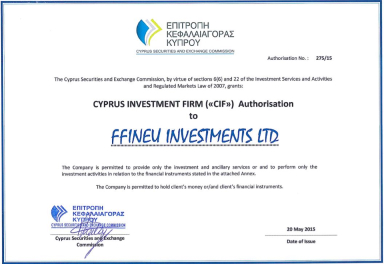 ΕΠΙΤΡΟΠΗ
ΚΕΦΑΛΑΙΑΓΟΡΑΣ
ΚΥΠΡΟΥ
CYPRUS SECURITIES AND EXCHANGE COMMISSION
Authorisation No. : 275/15
The Cyprus Securities and Exchange Commission, by virtue of sections 6(6) and 22 of the Investment Services and Activities
and Regulated Markets Law of 2007, grants:
CYPRUS INVESTMENT FIRM («CIF») Authorisation
to
FFINEU INVESTMENTS LTD
The Company is permitted to provide only the investment and ancillary services or and to perform only the
investment activities in relation to the financial instruments stated in the attached Annex.
The Company is permitted to hold client's money or/and client's financial instruments.
ΕΠΙΤΡΟΠΗ
ΚΕΦΑΛΑΙΑΓΟΡΑΣ
ΚΥΠΡΟΥ
CYPRUS SECURITIES AND EXCHANGE COMMISSION
Cyprus Securities and Exchange
Commission
20 May 2015
Date of Issue